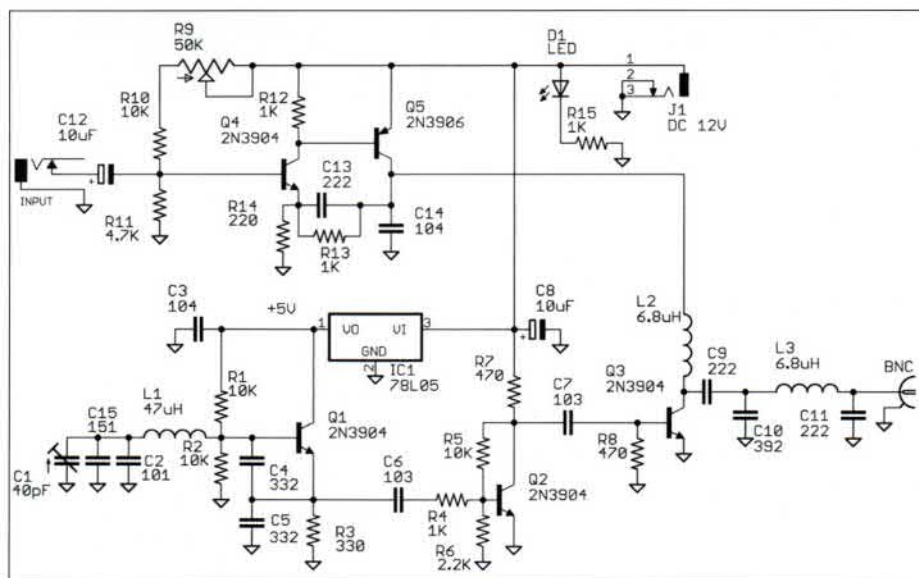 R9
50K
D1
LED
1
2
3
J1
DC 12V
R10
10K
R12
1K
Q4
2N3904
Q5
2N3906
R15
1K
C12
10uF
+
INPUT
R11
4.7K
C13
222
R14
220
R13
1K
C14
104
C3
104
+5V
1
VO
VI
3
GND
2
IC1
78L05
C8
10uF
+
L2
6.8uH
R1
10K
R7
470
C9
222
L3
6.8uH
BNC
L1
47uH
C15
151
Q1
2N3904
C7
103
Q3
2N3904
R2
10K
R5
10K
R8
470
C10
392
C11
222
C1
40pF
C2
101
C4
332
C6
103
Q2
2N3904
C5
332
R3
330
R4
1K
R6
2.2K